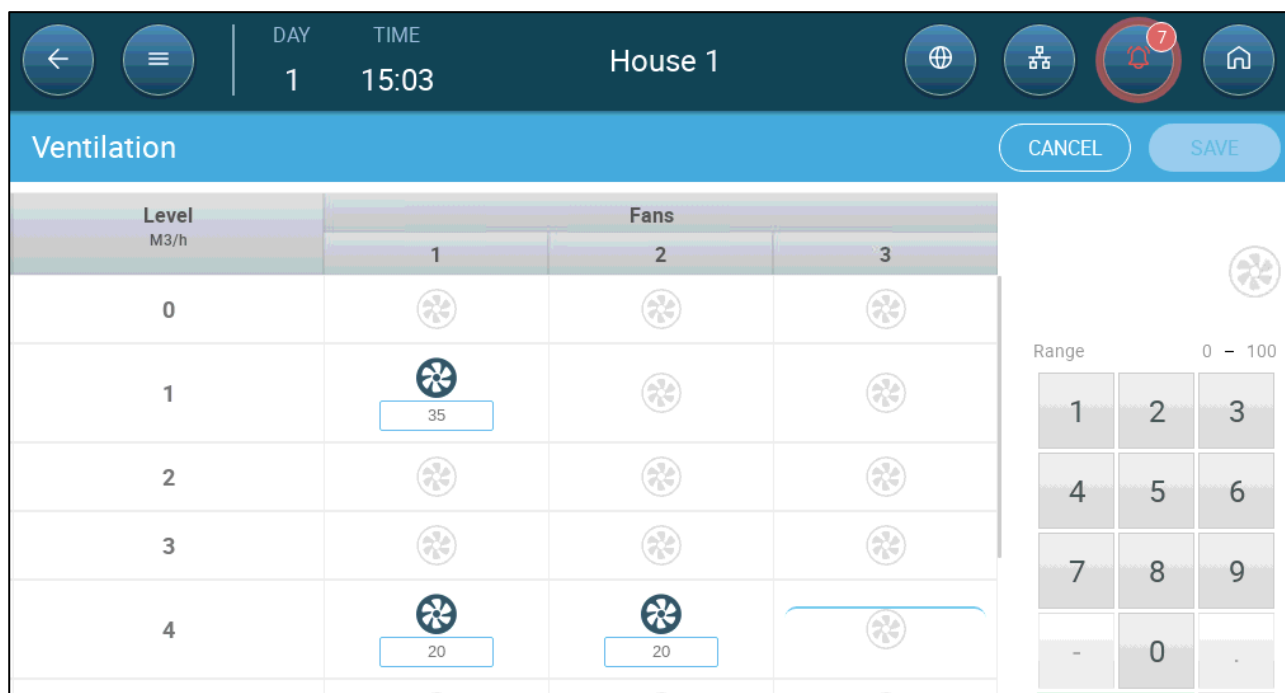 DAY TIME
1 15:03 House 1 7
Ventilation CANCEL SAVE
Level Fans
M3/h
1 2 3
0
Range 0 – 100
1
35
1 2 3
2
4 5 6
3
7 8 9
4
20 20
- 0 .